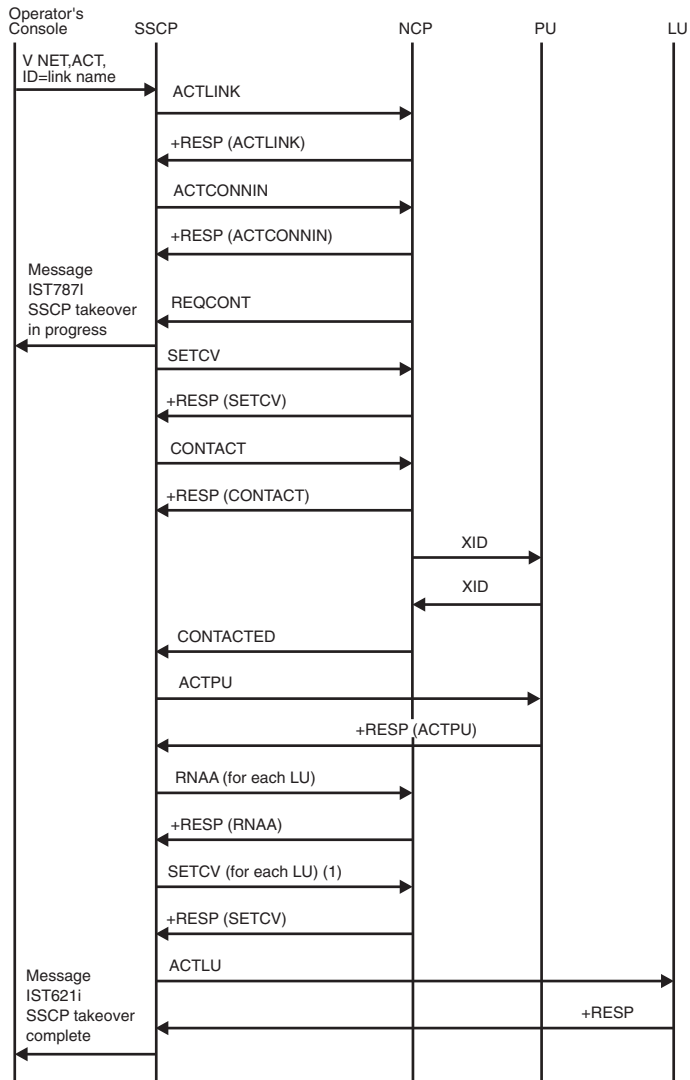 Operator's
Console
SSCP
NCP
PU
LU
V NET,ACT,
ID=link name
ACTLINK
+RESP (ACTLINK)
ACTCONNIN
+RESP (ACTCONNIN)
Message
IST787I
SSCP takeover
in progress
REQCONT
SETCV
+RESP (SETCV)
CONTACT
+RESP (CONTACT)
XID
XID
CONTACTED
ACTPU
+RESP (ACTPU)
RNAA (for each LU)
+RESP (RNAA)
SETCV (for each LU) (1)
+RESP (SETCV)
ACTLU
Message
IST621i
SSCP takeover
complete
+RESP